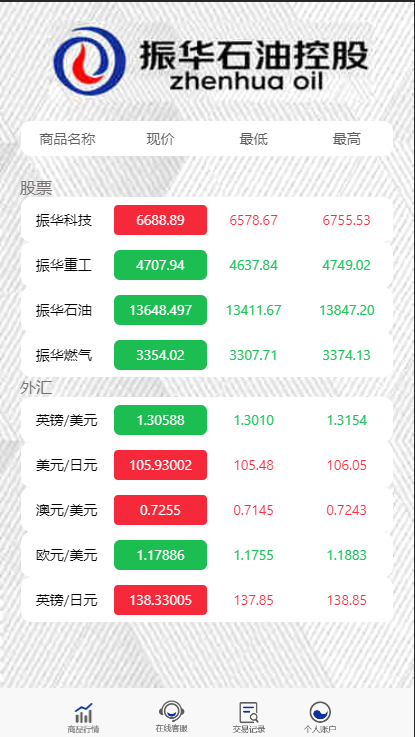 振华石油控股
zhenhua oil
商品名称 现价 最低 最高
股票
振华科技 6688.89 6578.67 6755.53
振华重工 4707.94 4637.84 4749.02
振华石油 13648.497 13411.67 13847.20
振华燃气 3354.02 3307.71 3374.13
外汇
英镑/美元 1.30588 1.3010 1.3154
美元/日元 105.93002 105.48 106.05
澳元/美元 0.7255 0.7145 0.7243
欧元/美元 1.17886 1.1755 1.1883
英镑/日元 138.33005 137.85 138.85
商品行情 在线客服 交易记录 个人账户